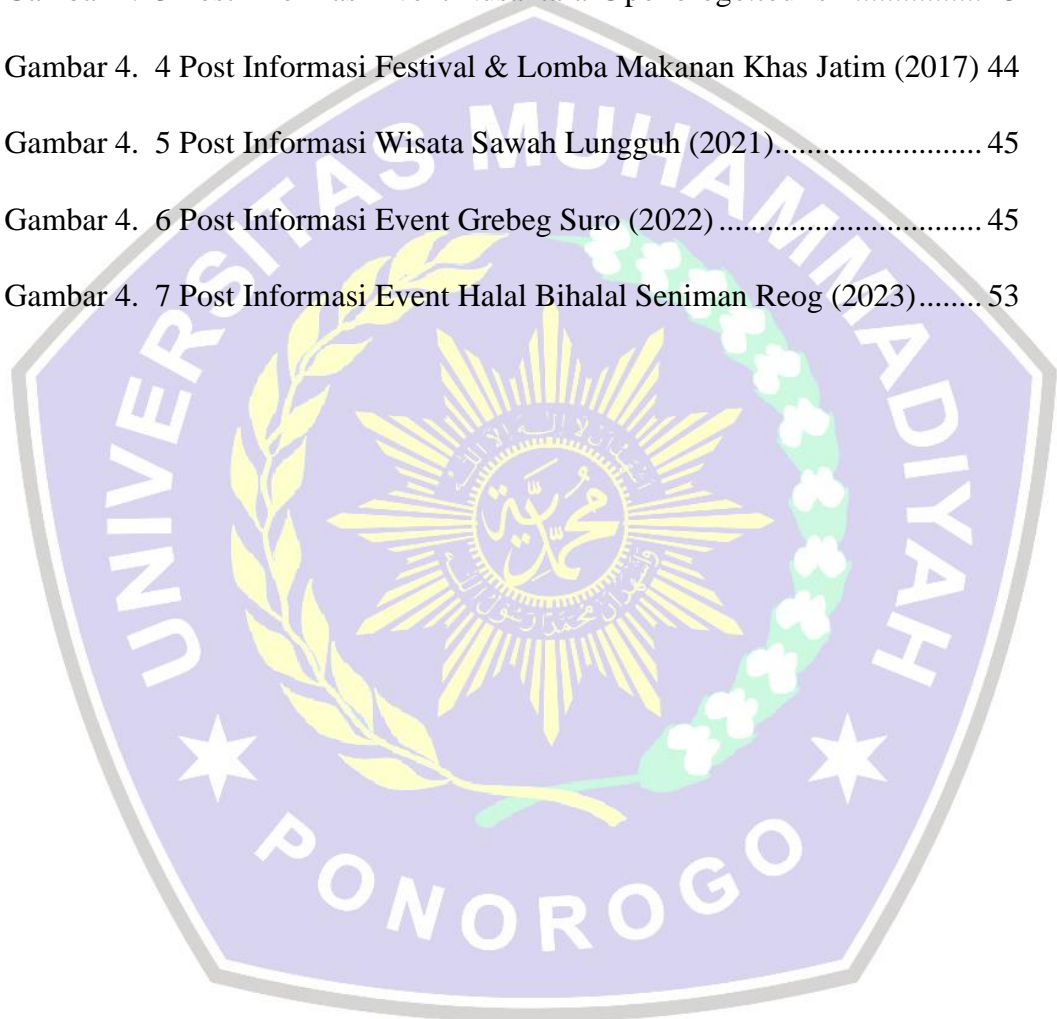 Gambar 4. 4 Post Informasi Festival & Lomba Makanan Khas Jatim (2017) 44
Gambar 4. 5 Post Informasi Wisata Sawah Lungguh (2021).......................... 45
Gambar 4. 6 Post Informasi Event Grebeg Suro (2022) ................................. 45
Gambar 4. 7 Post Informasi Event Halal Bihalal Seniman Reog (2023)........ 53
UNIVERSITAS MUHAMMADIYAH
PONOROGO
محمدية